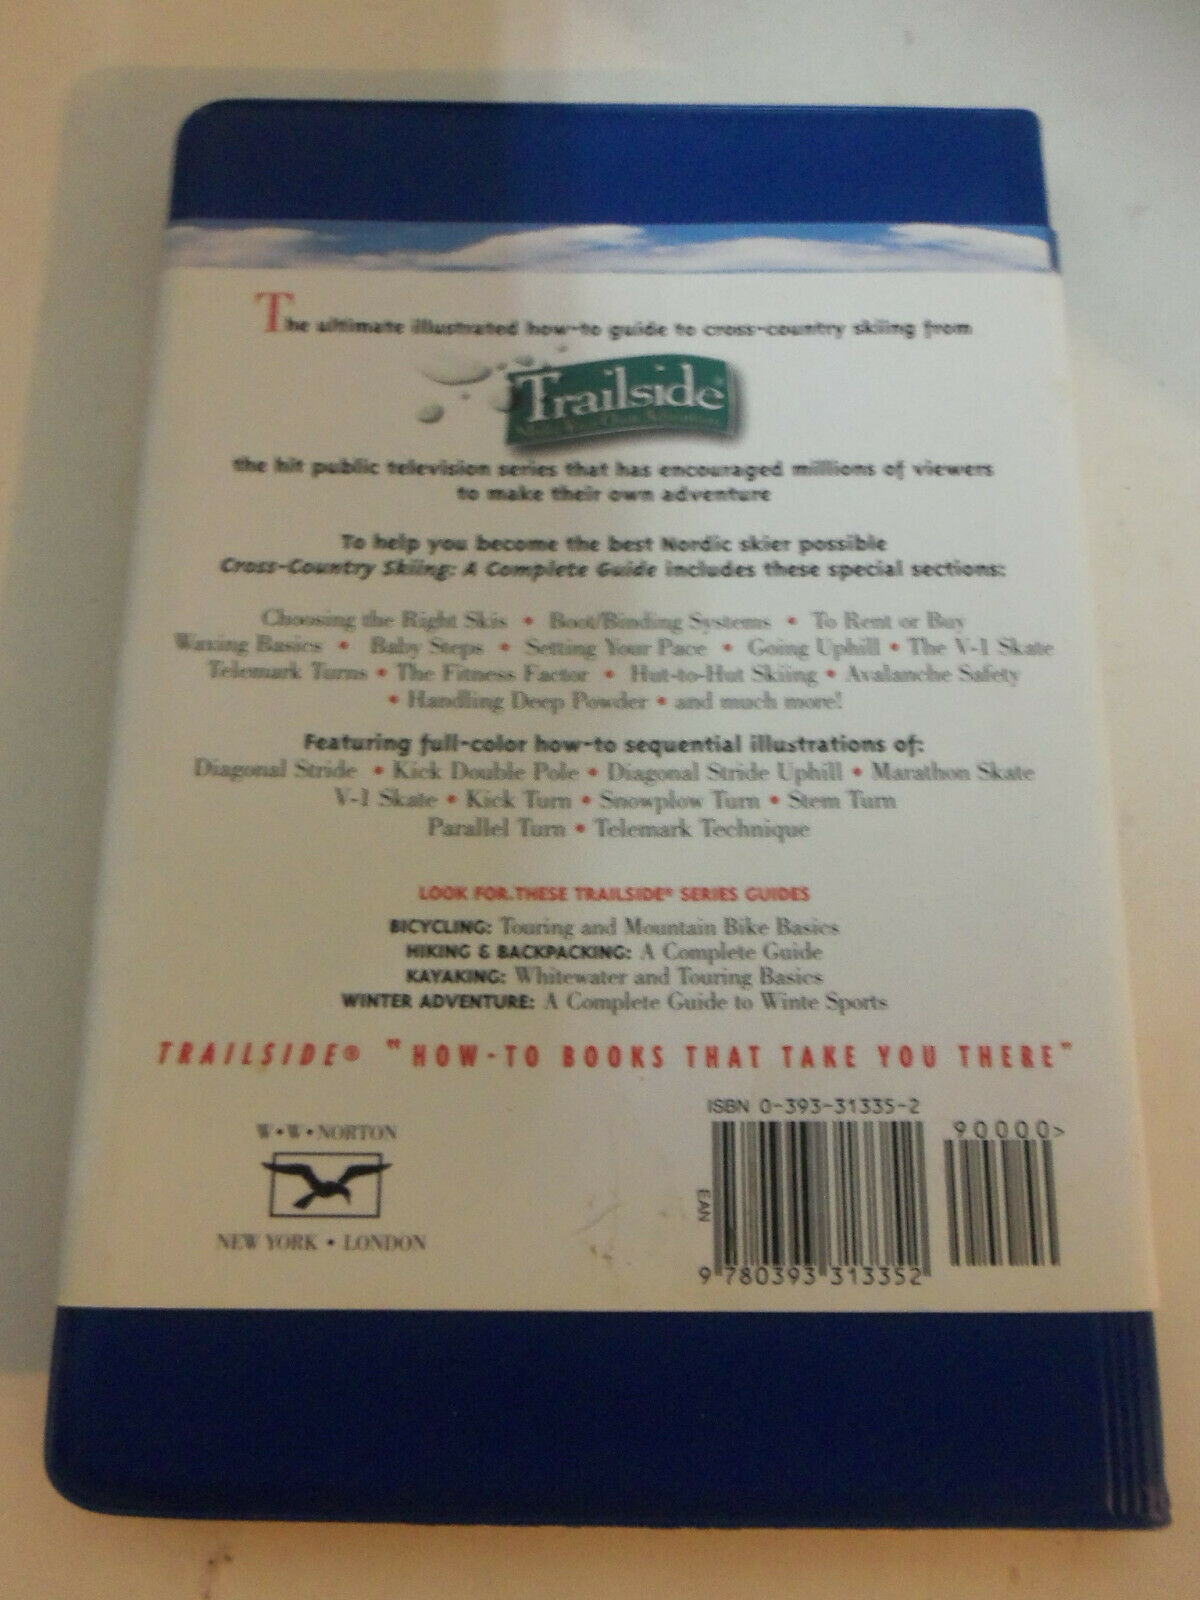 The ultimate illustrated how-to guide to cross-country skiing from
Trailside®
the hit public television series that has encouraged millions of viewers
to make their own adventure
To help you become the best Nordic skier possible
Cross-Country Skiing: A Complete Guide includes these special sections:
Choosing the Right Skis • Boot/Binding Systems • To Rent or Buy
Waxing Basics • Baby Steps • Setting Your Pace • Going Uphill • The V-1 Skate
Telemark Turns • The Fitness Factor • Hut-to-Hut Skiing • Avalanche Safety
• Handling Deep Powder • and much more!
Featuring full-color how-to sequential illustrations of:
Diagonal Stride • Kick Double Pole • Diagonal Stride Uphill • Marathon Skate
V-1 Skate • Kick Turn • Snowplow Turn • Stem Turn
Parallel Turn • Telemark Technique
LOOK FOR THESE TRAILSIDE® SERIES GUIDES
BICYCLING: Touring and Mountain Bike Basics
HIKING & BACKPACKING: A Complete Guide
KAYAKING: Whitewater and Touring Basics
WINTER ADVENTURE: A Complete Guide to Winte Sports
TRAILSIDE® "HOW-TO BOOKS THAT TAKE YOU THERE"
W•W•NORTON
NEW YORK • LONDON
ISBN 0-393-31335-2
90000>
EAN
9 780393 313352